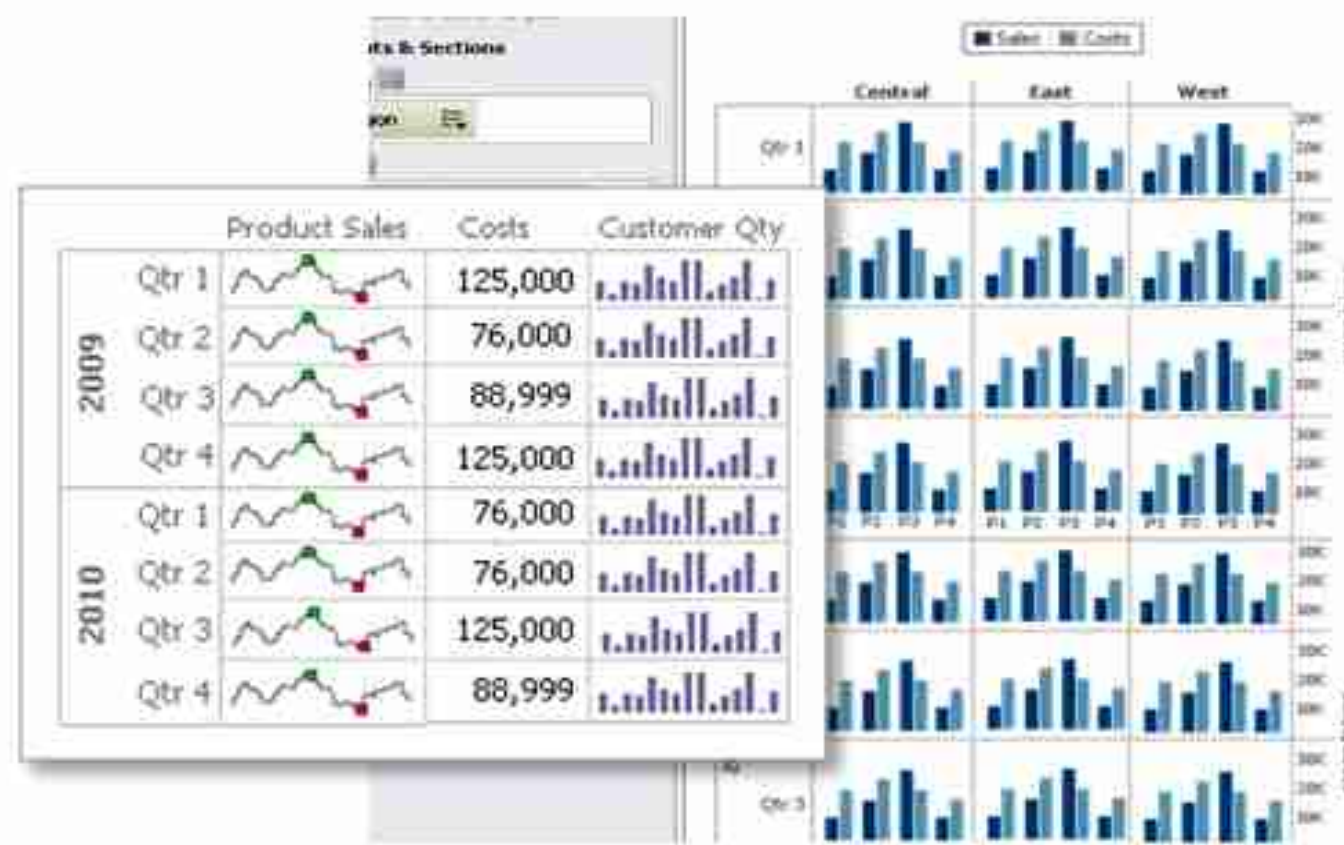 & Sections
Sales Costs
Central East West
Qtr 1
Product Sales Costs Customer Qty
2009
Qtr 1 125,000
Qtr 2 76,000
Qtr 3 88,999
Qtr 4 125,000
2010
Qtr 1 76,000
Qtr 2 76,000
Qtr 3 125,000
Qtr 4 88,999
P1 P2 P3 P4 P1 P2 P3 P4 P1 P2 P3 P4
Qtr 3